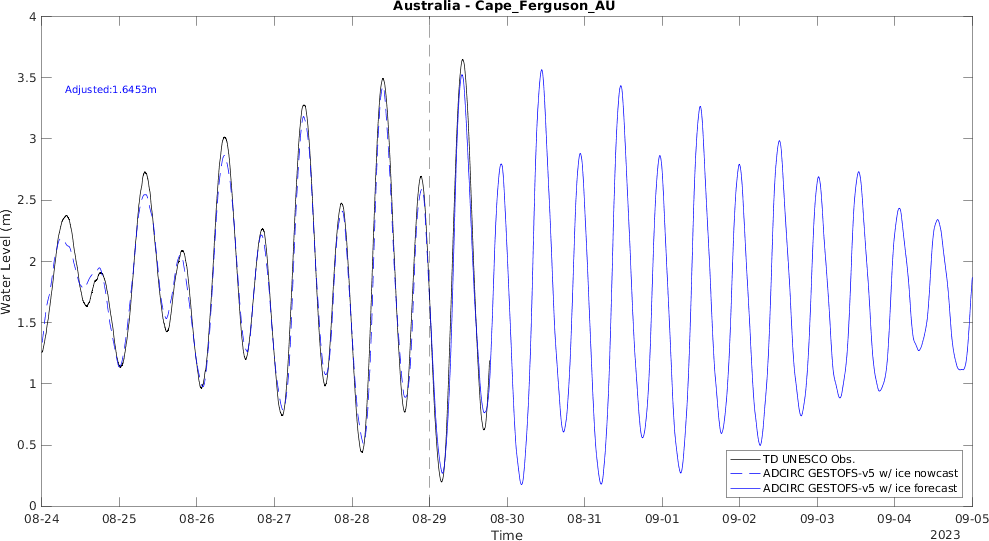 Australia - Cape_Ferguson_AU
4
3.5
3
2.5
2
1.5
1
0.5
0
Water Level (m)
Adjusted:1.6453m
TD UNESCO Obs.
ADCIRC GESTOFS-v5 w/ ice nowcast
ADCIRC GESTOFS-v5 w/ ice forecast
08-24 08-25 08-26 08-27 08-28 08-29 08-30 08-31 09-01 09-02 09-03 09-04 09-05
Time
2023